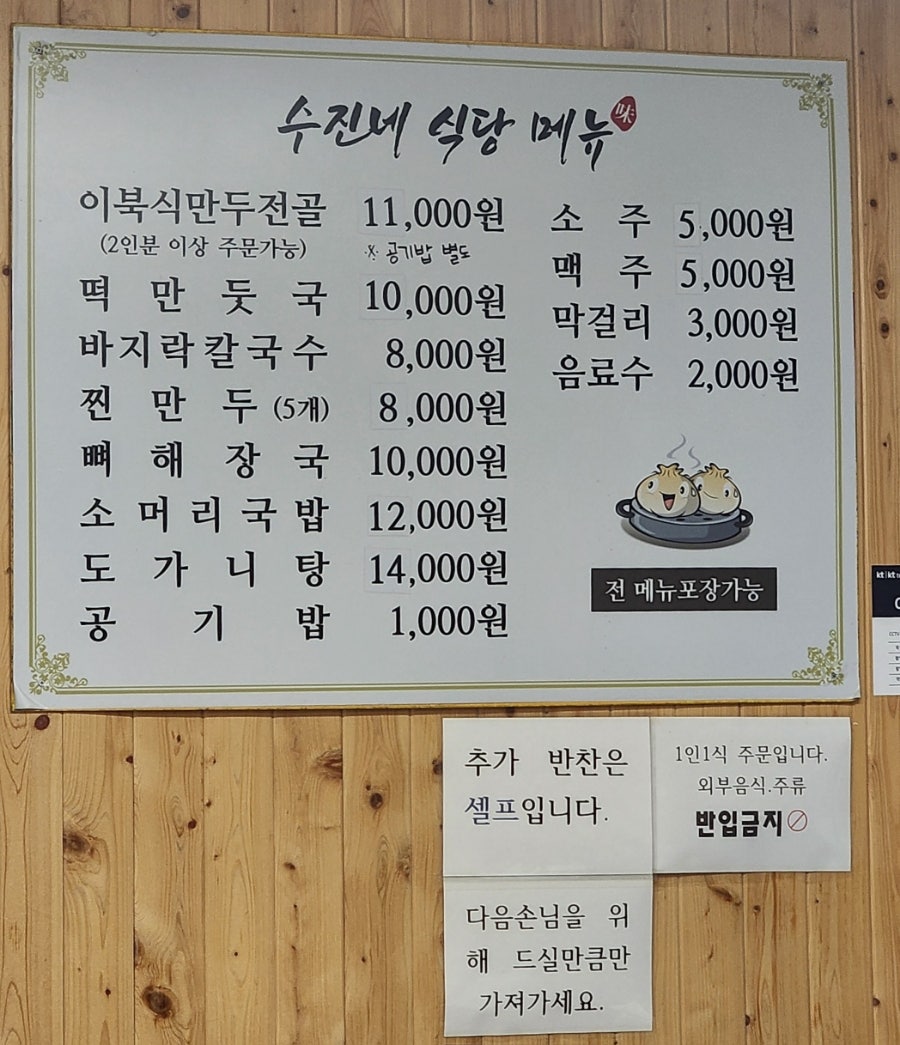 수진네 식당 메뉴 味
이북식만두전골 11,000원
(2인분 이상 주문가능) ※ 공기밥 별도
떡만둣국 10,000원
바지락칼국수 8,000원
찐만두 (5개) 8,000원
뼈해장국 10,000원
소머리국밥 12,000원
도가니탕 14,000원
공기밥 1,000원
소주 5,000원
맥주 5,000원
막걸리 3,000원
음료수 2,000원
전 메뉴포장가능
kt kt
추가 반찬은
셀프입니다.
1인1식 주문입니다.
외부음식.주류
반입금지
다음손님을 위
해 드실만큼만
가져가세요.